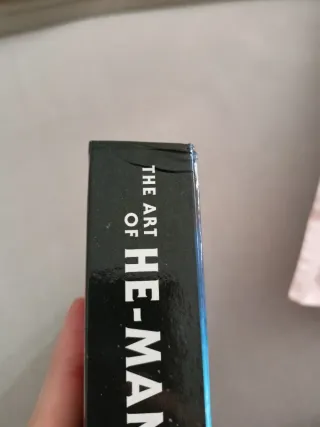 THE ART
OF
HE-MAN